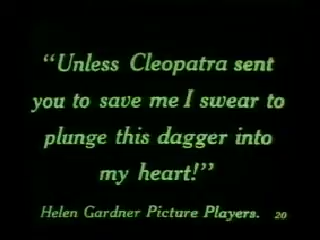 “Unless Cleopatra sent
you to save me I swear to
plunge this dagger into
my heart!”
Helen Gardner Picture Players. 20